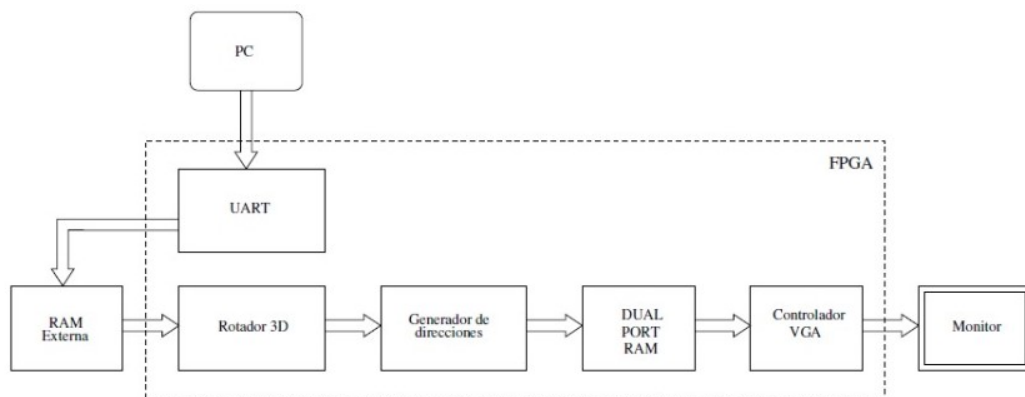 PC
FPGA
UART
RAM
Externa
Rotador 3D
Generador de
direcciones
DUAL
PORT
RAM
Controlador
VGA
Monitor